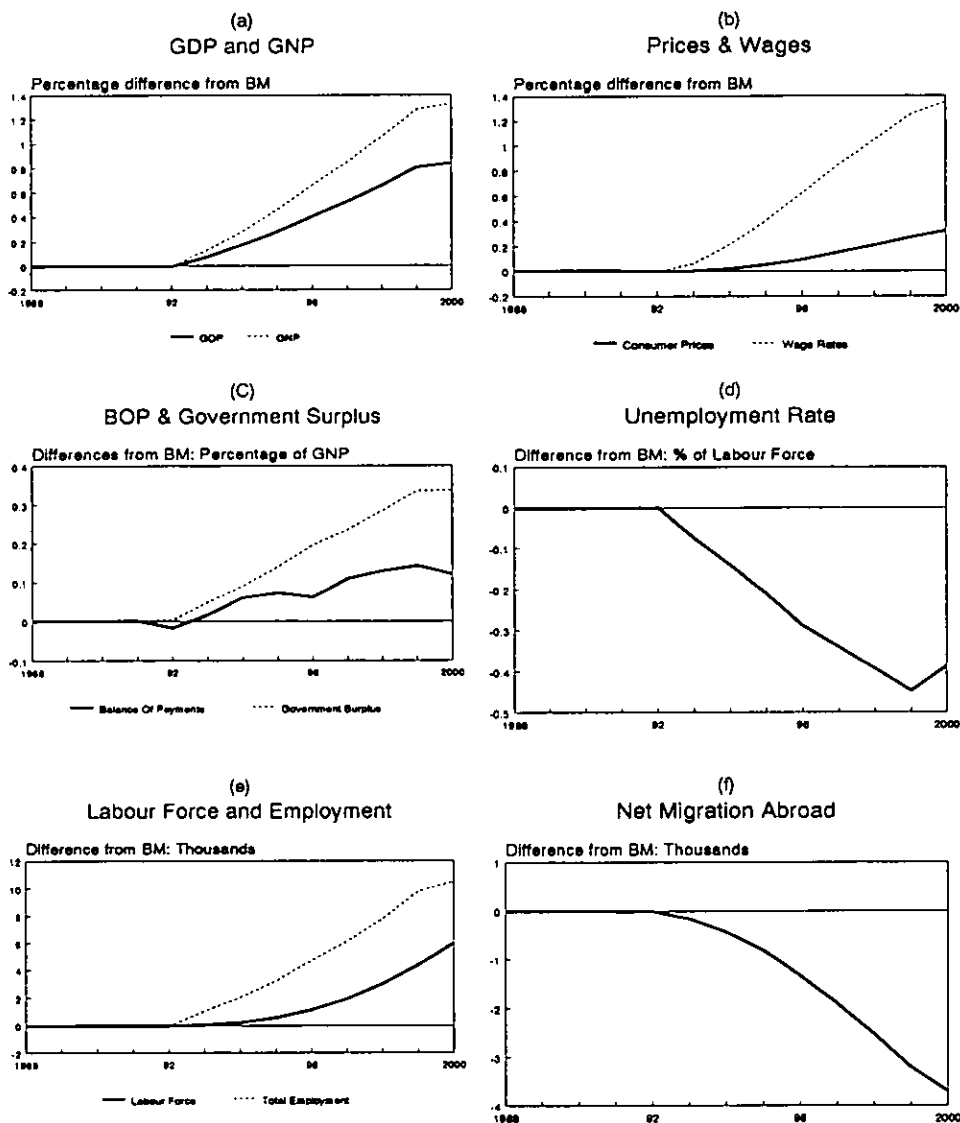 (a)
GDP and GNP
Percentage difference from BM
1.4
1.2
1
0.8
0.6
0.4
0.2
0
-0.2
1988 92 96 2000
GDP GNP
(b)
Prices & Wages
Percentage difference from BM
1.4
1.2
1
0.8
0.6
0.4
0.2
0
-0.2
1988 92 96 2000
Consumer Prices Wage Rates
(C)
BOP & Government Surplus
Differences from BM: Percentage of GNP
0.4
0.3
0.2
0.1
0
-0.1
1988 92 96 2000
Balance Of Payments Government Surplus
(d)
Unemployment Rate
Difference from BM: % of Labour Force
0.1
0
-0.1
-0.2
-0.3
-0.4
-0.5
1988 92 96 2000
(e)
Labour Force and Employment
Difference from BM: Thousands
12
10
8
6
4
2
0
-2
1988 92 96 2000
Labour Force Total Employment
(f)
Net Migration Abroad
Difference from BM: Thousands
1
0
-1
-2
-3
-4
1988 92 96 2000